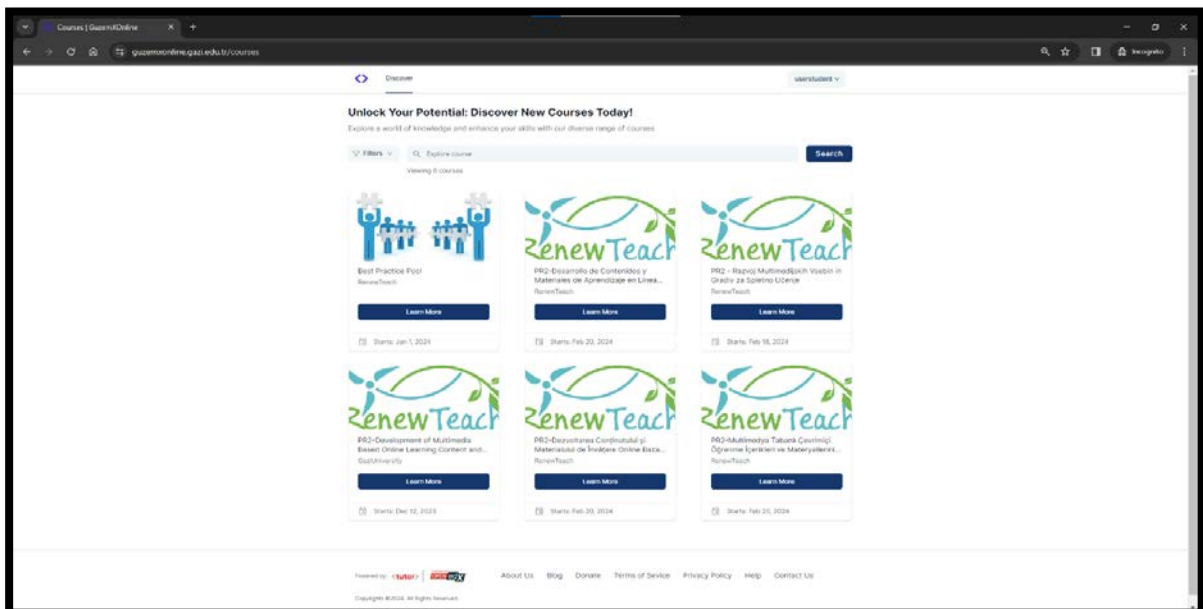 Courses | GuzemXOnline
guzemxonline.gazi.edu.tr/courses
Incognito
Discover
userstudent
Unlock Your Potential: Discover New Courses Today!
Explore a world of knowledge and enhance your skills with our diverse range of courses
Filters
Explore course
Search
Viewing 6 courses
Best Practice Pool
RenewTeach
Learn More
Starts: Jan 1, 2024
RenewTeach
PR2-Desarrollo de Contenidos y
Materiales de Aprendizaje en Línea...
RenewTeach
Learn More
Starts: Feb 20, 2024
RenewTeach
PR2 - Razvoj Multimedijskih Vsebin in
Gradiv za Spletno Učenje
RenewTeach
Learn More
Starts: Feb 18, 2024
RenewTeach
PR2-Development of Multimedia
Based Online Learning Content and...
GaziUniversity
Learn More
Starts: Dec 12, 2023
RenewTeach
PR2-Dezvoltarea Conținutului și
Materialului de Învățare Online Baza...
RenewTeach
Learn More
Starts: Feb 20, 2024
RenewTeach
PR2-Multimedya Tabanlı Çevrimiçi
Öğrenme İçerikleri ve Materyallerini...
RenewTeach
Learn More
Starts: Feb 20, 2024
Powered by: <tutor> OPEN edX
About Us Blog Donate Terms of Sevice Privacy Policy Help Contact Us
Copyrights ©2024. All Rights Reserved.